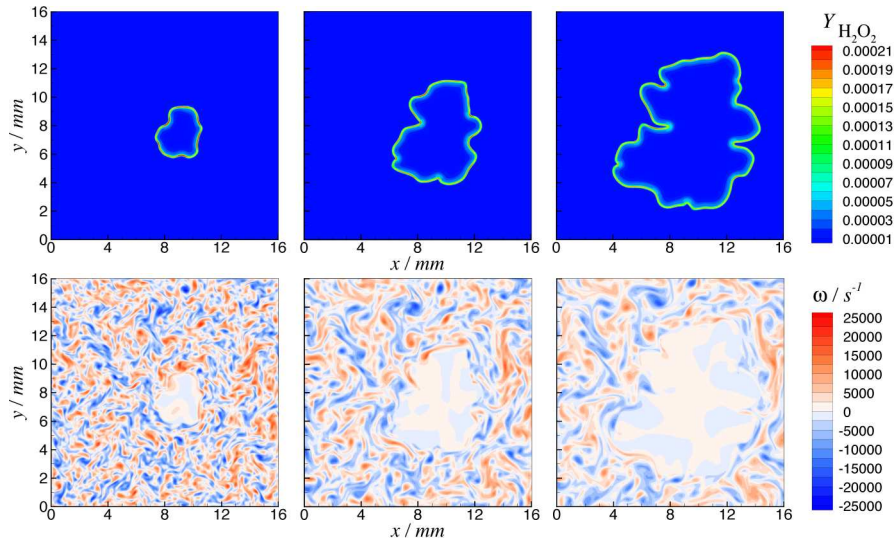 16
14
12
10
8
6
4
2
0
y / mm
0 4 8 12 16
0 4 8 12 16
0 4 8 12 16
x / mm
x / mm
Y H₂O₂
0.00021
0.00019
0.00017
0.00015
0.00013
0.00011
0.00009
0.00007
0.00005
0.00003
0.00001
16
14
12
10
8
6
4
2
0
y / mm
0 4 8 12 16
0 4 8 12 16
0 4 8 12 16
x / mm
x / mm
ω / s⁻¹
25000
20000
15000
10000
5000
0
-5000
-10000
-15000
-20000
-25000